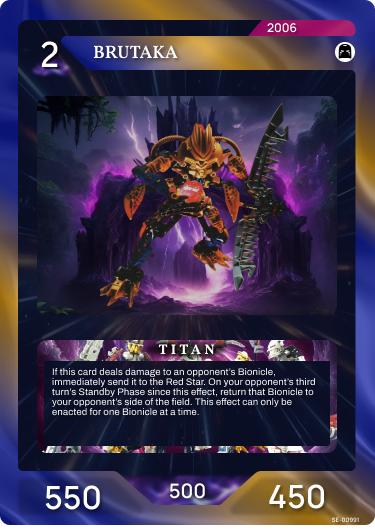 2006
2 BRUTAKA
TITAN
If this card deals damage to an opponent's Bionicle,
immediately send it to the Red Star. On your opponent's third
turn's Standby Phase since this effect, return that Bionicle to
your opponent's side of the field. This effect can only be
enacted for one Bionicle at a time.
550 500 450
SE-B0991